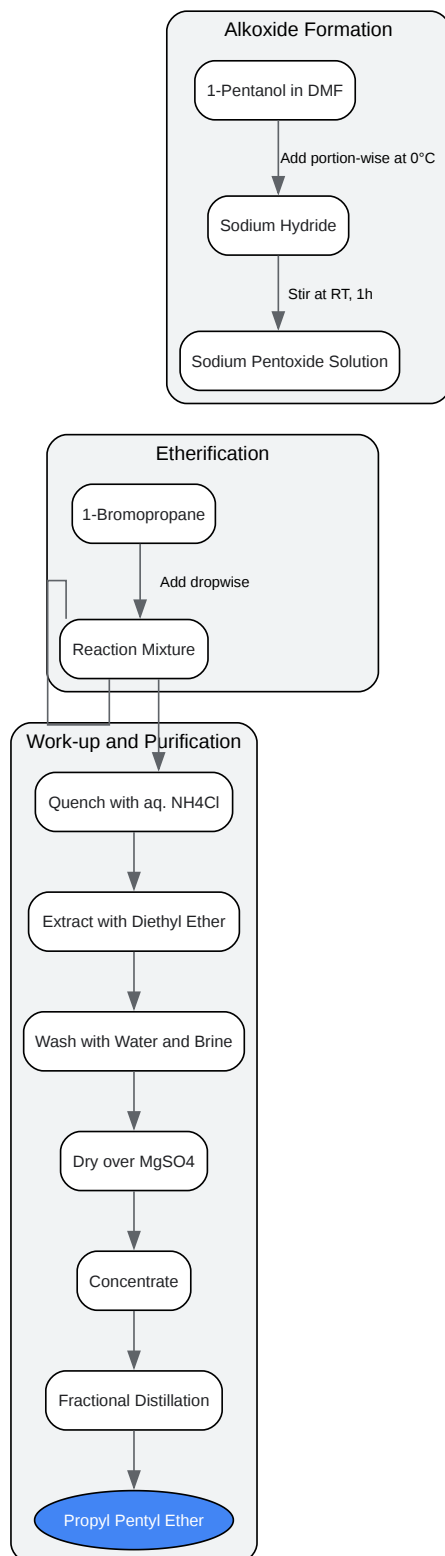 Alkoxide Formation
1-Pentanol in DMF
Add portion-wise at 0°C
Sodium Hydride
Stir at RT, 1h
Sodium Pentoxide Solution
Etherification
1-Bromopropane
Add dropwise
Reaction Mixture
Work-up and Purification
Quench with aq. NH4Cl
Extract with Diethyl Ether
Wash with Water and Brine
Dry over MgSO4
Concentrate
Fractional Distillation
Propyl Pentyl Ether